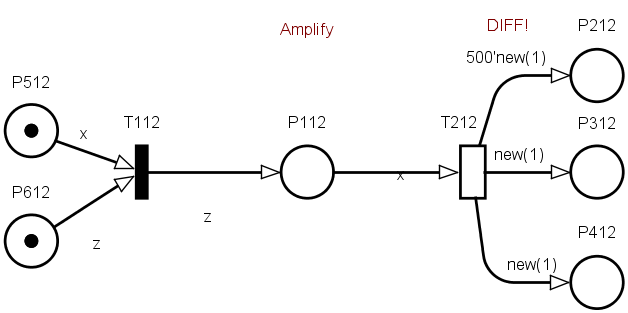 Amplify
DIFF!
P212
500'new(1)
P512
x
T112
P112
T212
P312
new(1)
x
P612
z
z
P412
new(1)